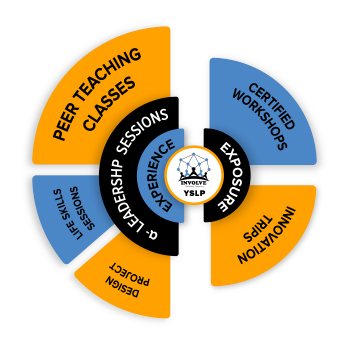 PEER TEACHING
CLASSES
α- LEADERSHP SESSIONS
EXPERIENCE
LIFE SKILLS
SESSIONS
DESIGN
PROJECT
INVOLVE
YSLP
EXPOSURE
CERTIFIED
WORKSHOPS
INNOVATION
TRIPS